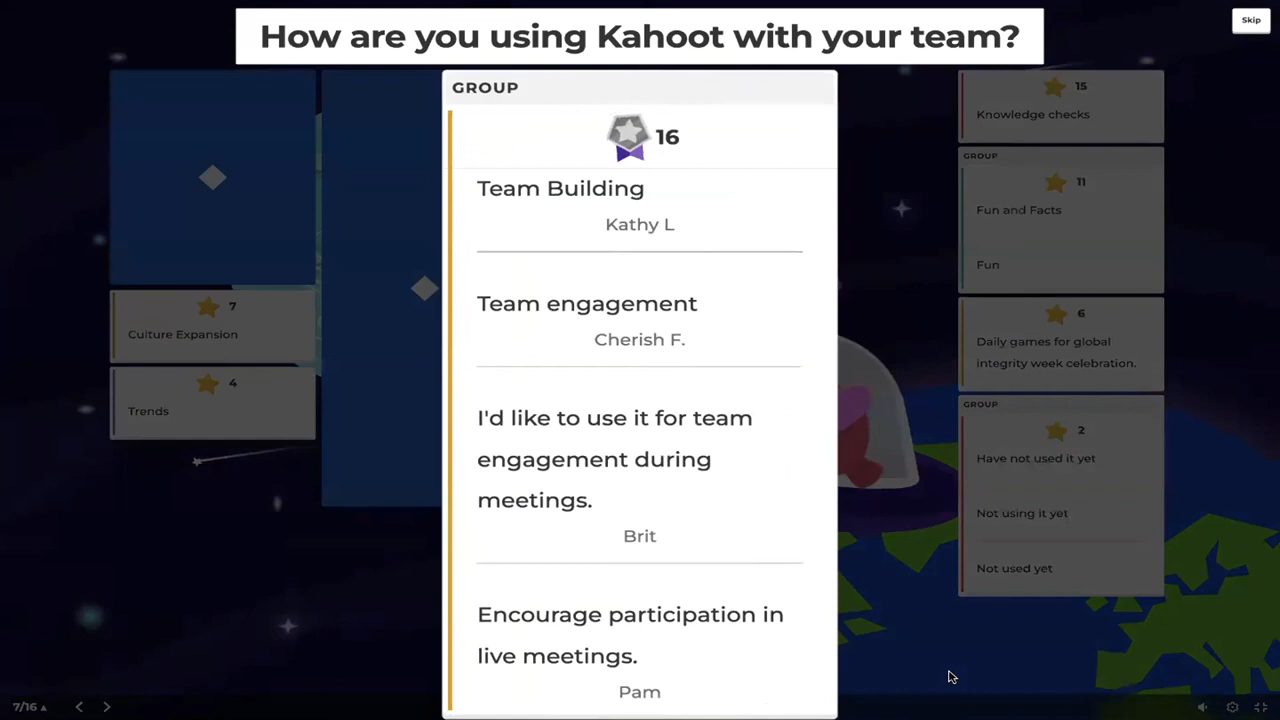 How are you using Kahoot with your team?
Skip
GROUP
16
Team Building
Kathy L
Team engagement
Cherish F.
I'd like to use it for team
engagement during
meetings.
Brit
Encourage participation in
live meetings.
Pam
7
Culture Expansion
4
Trends
15
Knowledge checks
GROUP
11
Fun and Facts
Fun
6
Daily games for global
integrity week celebration.
GROUP
2
Have not used it yet
Not using it yet
Not used yet
7/16